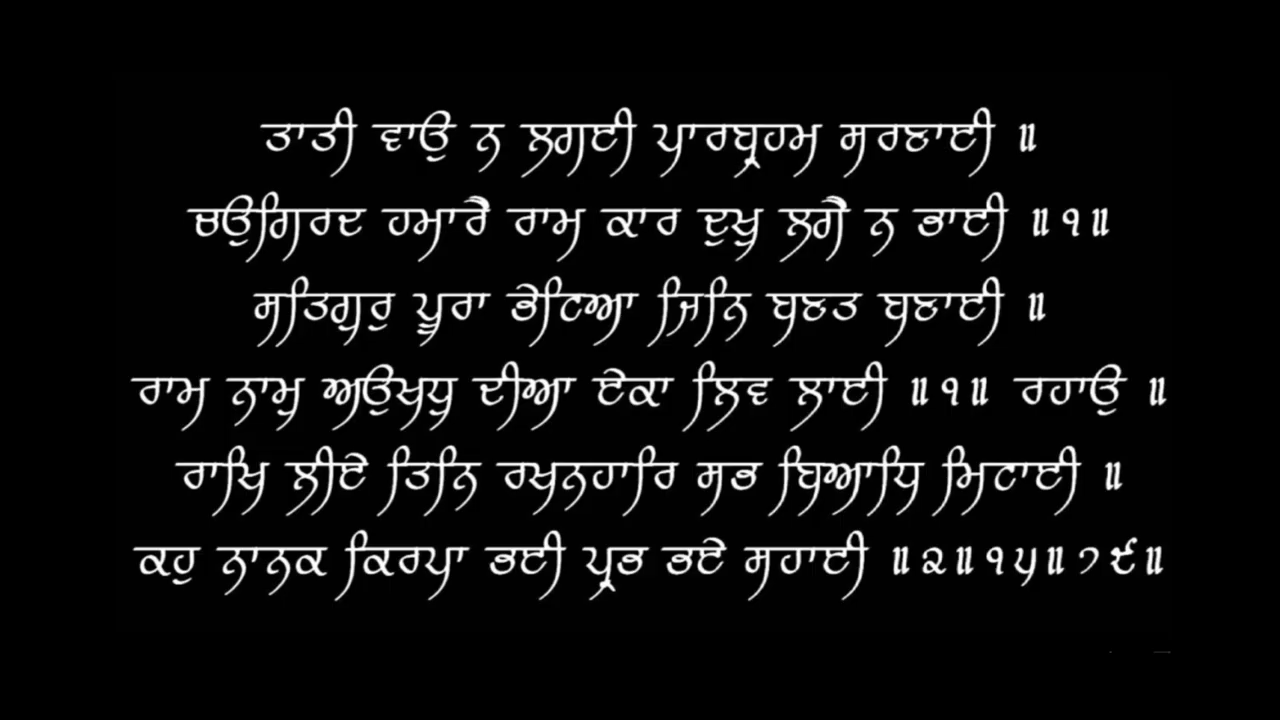 ਤਾਤੀ ਵਾਉ ਨ ਲਗਈ ਪਾਰਬ੍ਰਹਮ ਸਰਣਾਈ ॥
ਚਉਗਿਰਦ ਹਮਾਰੈ ਰਾਮ ਕਾਰ ਦੁਖੁ ਲਗੈ ਨ ਭਾਈ ॥੧॥
ਸਤਿਗੁਰੁ ਪੂਰਾ ਭੇਟਿਆ ਜਿਨਿ ਬਣਤ ਬਣਾਈ ॥
ਰਾਮ ਨਾਮੁ ਅਉਖਧੁ ਦੀਆ ਏਕਾ ਲਿਵ ਲਾਈ ॥੧॥ ਰਹਾਉ ॥
ਰਾਖਿ ਲੀਏ ਤਿਨਿ ਰਖਨਹਾਰਿ ਸਭ ਬਿਆਧਿ ਮਿਟਾਈ ॥
ਕਹੁ ਨਾਨਕ ਕਿਰਪਾ ਭਈ ਪ੍ਰਭ ਭਏ ਸਹਾਈ ॥੨॥੧੫॥੭੯॥